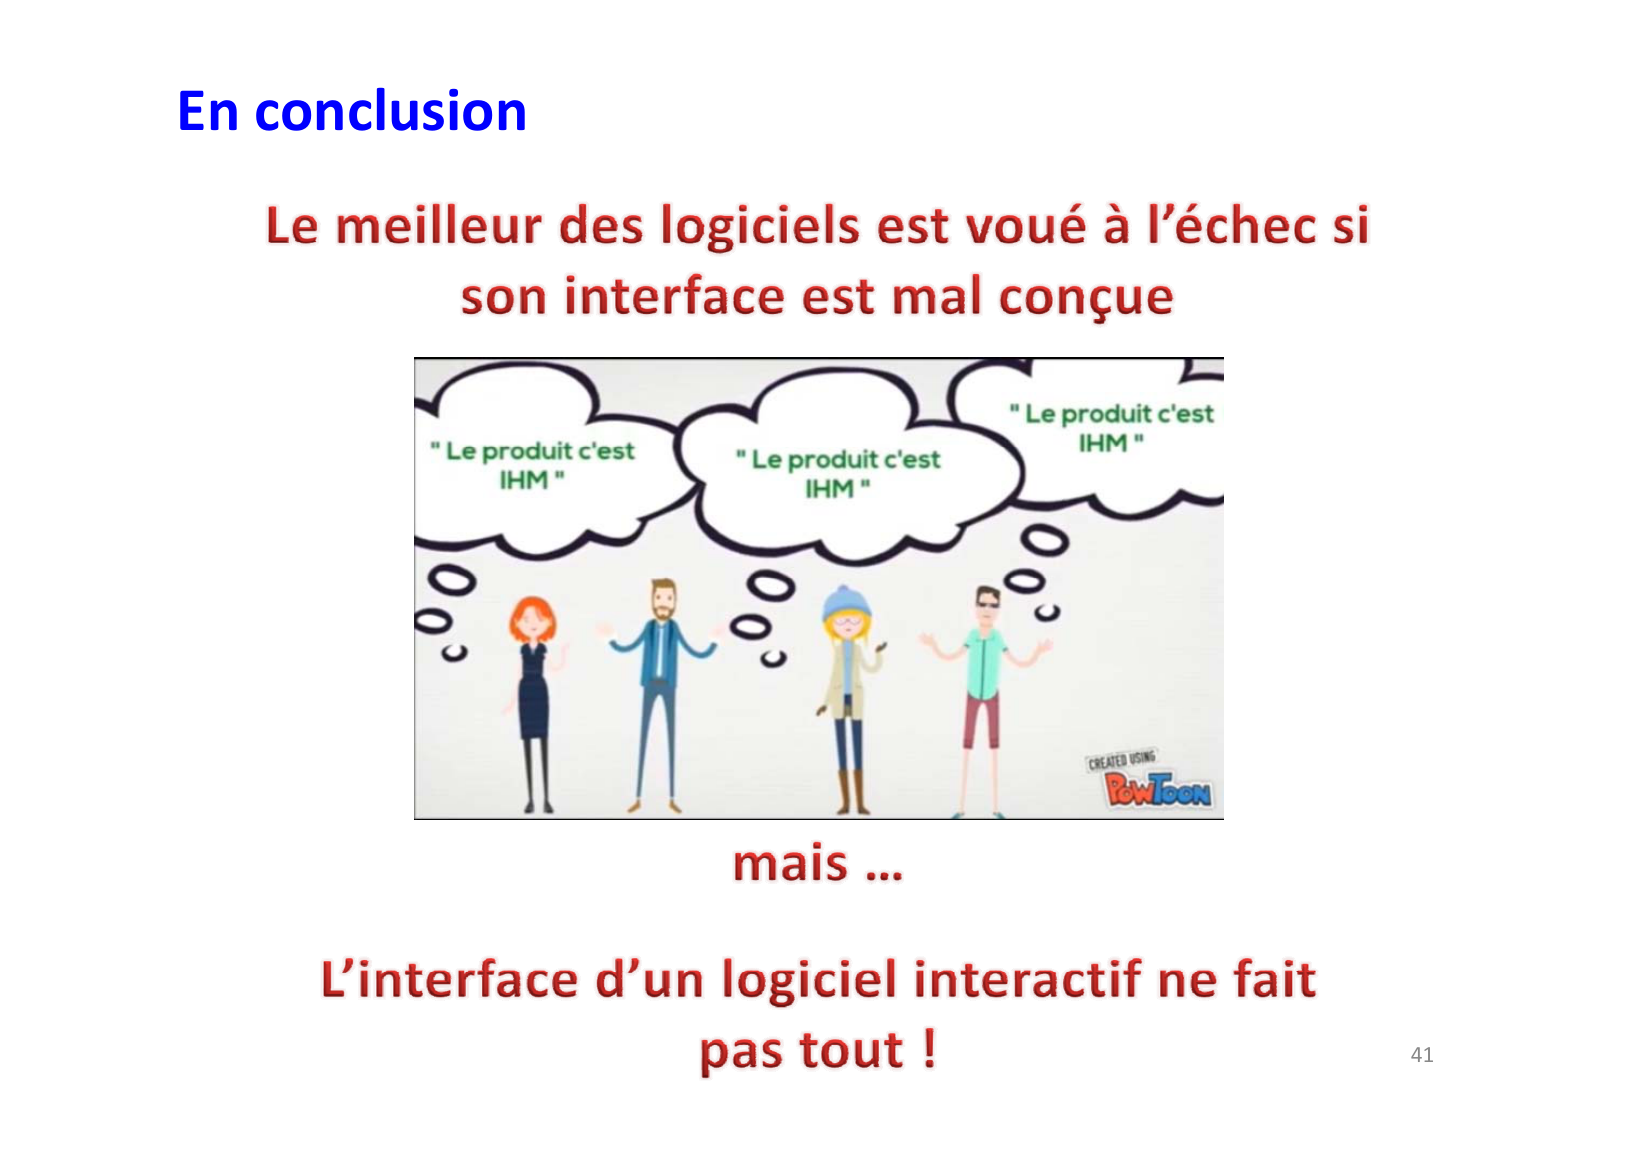 En conclusion
Le meilleur des logiciels est voué à l’échec si
son interface est mal conçue
" Le produit c'est
IHM "
" Le produit c'est
IHM "
" Le produit c'est
IHM "
CREATED USING
POWTOON
mais …
L’interface d’un logiciel interactif ne fait
pas tout !
41